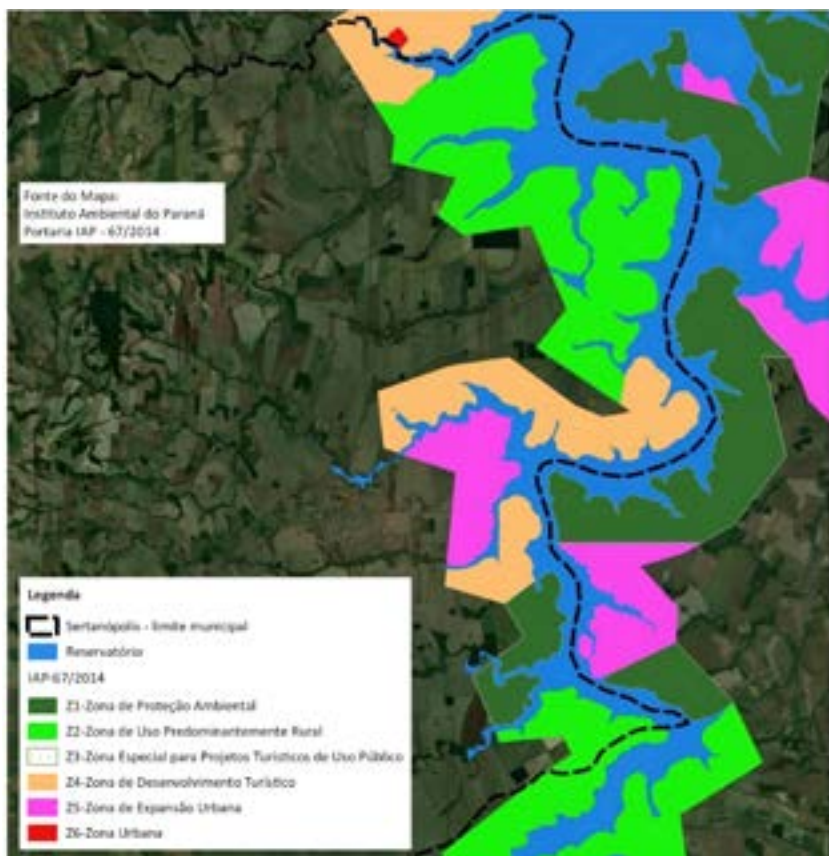 Fonte do Mapa:
Instituto Ambiental do Paraná
Portaria IAP - 67/2014
Legenda
Sertanópolis - limite municipal
Reservatório
IAP-67/2014
Z1-Zona de Proteção Ambiental
Z2-Zona de Uso Predominantemente Rural
Z3-Zona Especial para Projetos Turísticos de Uso Público
Z4-Zona de Desenvolvimento Turístico
Z5-Zona de Expansão Urbana
Z6-Zona Urbana